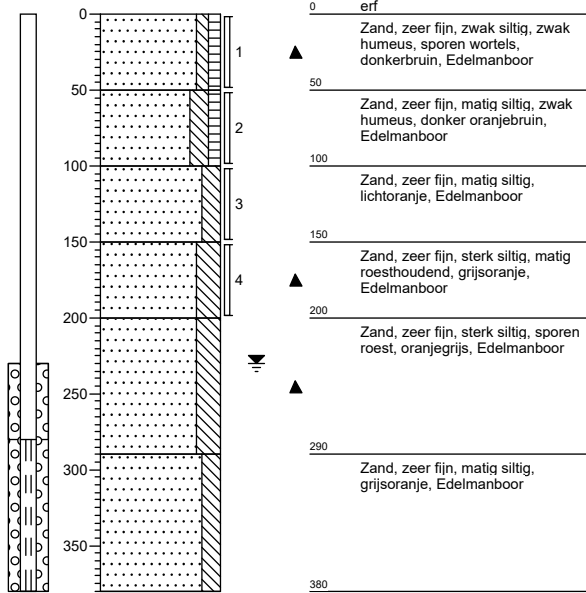 0
50
100
150
200
250
300
350
1
2
3
4
0
erf
Zand, zeer fijn, zwak siltig, zwak
humeus, sporen wortels,
donkerbruin, Edelmanboor
50
Zand, zeer fijn, matig siltig, zwak
humeus, donker oranjebruin,
Edelmanboor
100
Zand, zeer fijn, matig siltig,
lichtoranje, Edelmanboor
150
Zand, zeer fijn, sterk siltig, matig
roesthoudend, grijsoranje,
Edelmanboor
200
Zand, zeer fijn, sterk siltig, sporen
roest, oranjegrijs, Edelmanboor
290
Zand, zeer fijn, matig siltig,
grijsoranje, Edelmanboor
380